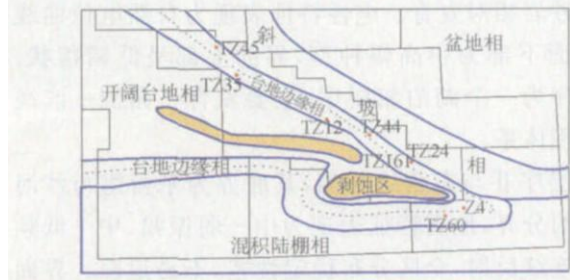 斜坡相
盆地相
TZ45
TZ35
台地边缘相
开阔台地相
TZ12
TZ44
TZ161
TZ24
台地边缘相
剥蚀区
Z4
TZ60
混积陆棚相